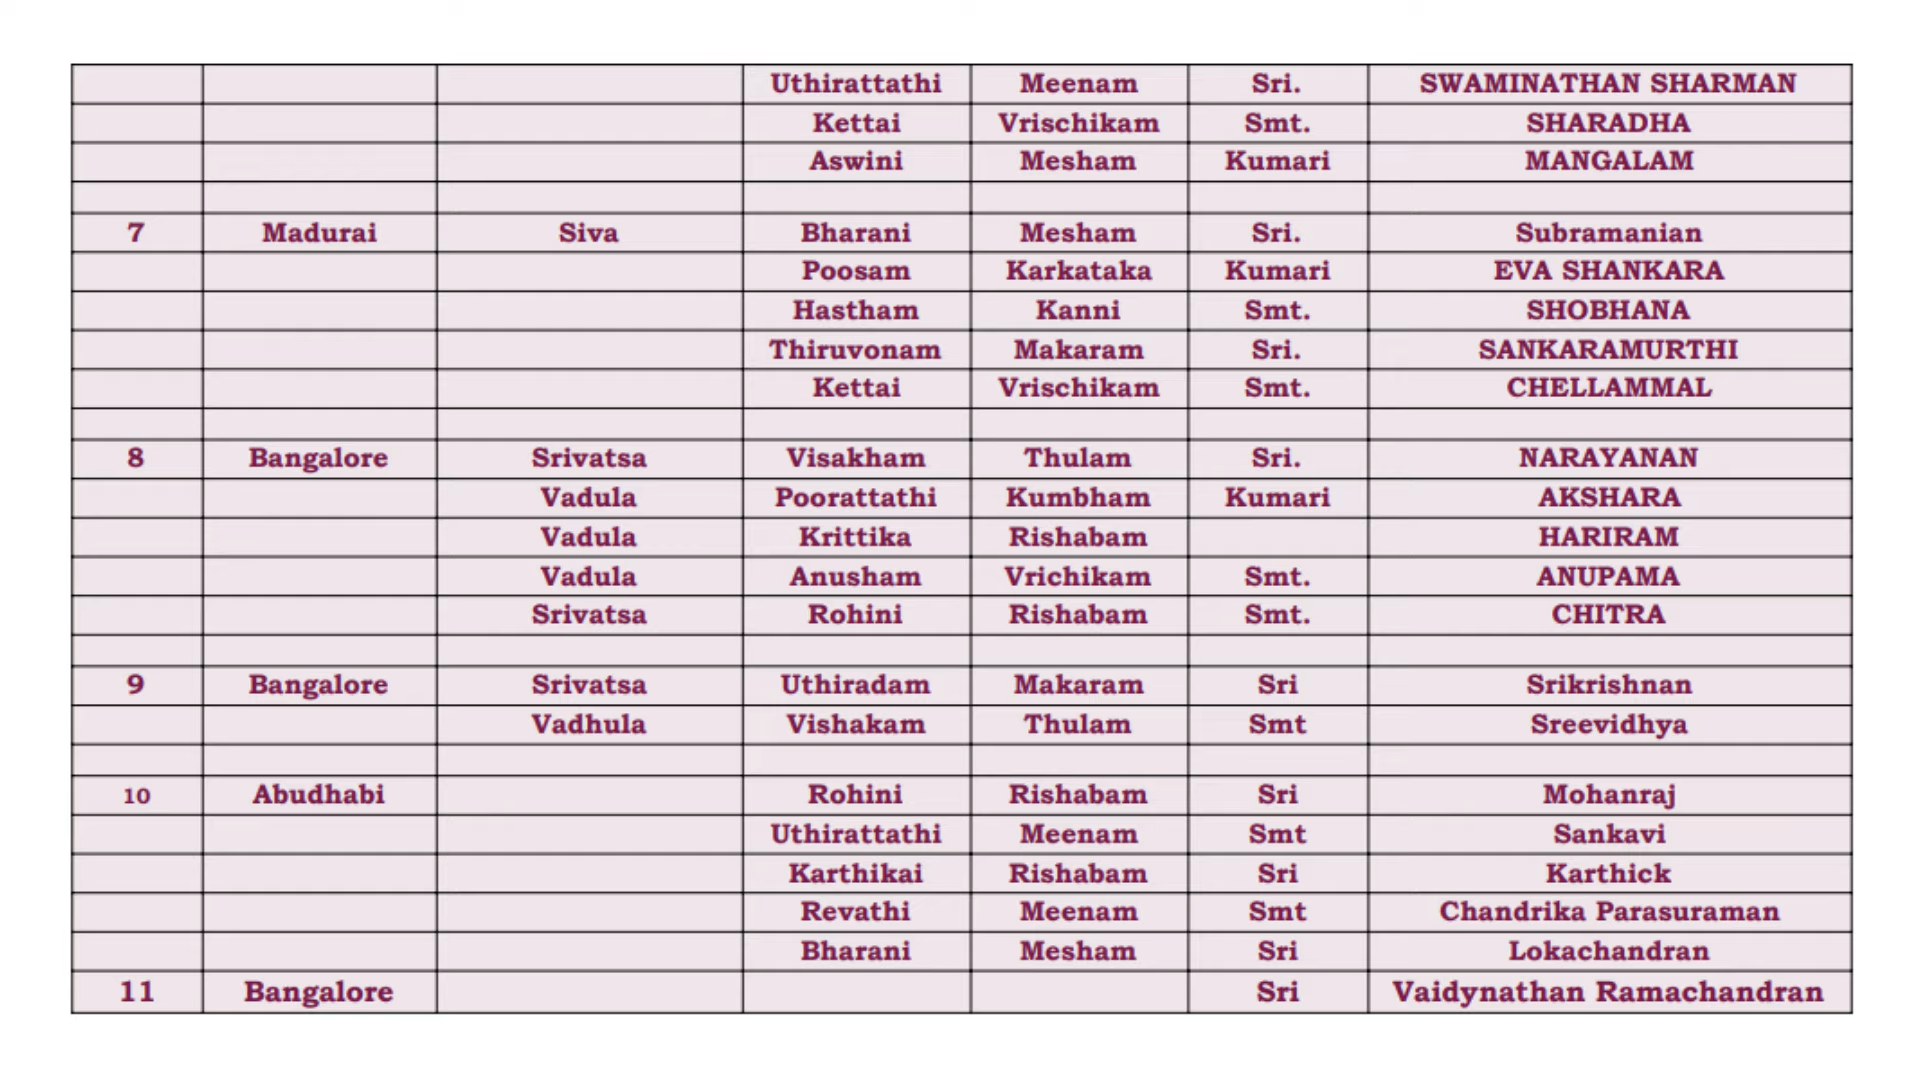 Uthirattathi Meenam Sri. SWAMINATHAN SHARMAN
Kettai Vrischikam Smt. SHARADHA
Aswini Mesham Kumari MANGALAM
7 Madurai Siva Bharani Mesham Sri. Subramanian
Poosam Karkataka Kumari EVA SHANKARA
Hastham Kanni Smt. SHOBHANA
Thiruvonam Makaram Sri. SANKARAMURTHI
Kettai Vrischikam Smt. CHELLAMMAL
8 Bangalore Srivatsa Visakham Thulam Sri. NARAYANAN
Vadula Poorattathi Kumbham Kumari AKSHARA
Vadula Krittika Rishabam HARIRAM
Vadula Anusham Vrichikam Smt. ANUPAMA
Srivatsa Rohini Rishabam Smt. CHITRA
9 Bangalore Srivatsa Uthiradam Makaram Sri Srikrishnan
Vadhula Vishakam Thulam Smt Sreevidhya
10 Abudhabi Rohini Rishabam Sri Mohanraj
Uthirattathi Meenam Smt Sankavi
Karthikai Rishabam Sri Karthick
Revathi Meenam Smt Chandrika Parasuraman
Bharani Mesham Sri Lokachandran
11 Bangalore Sri Vaidynathan Ramachandran